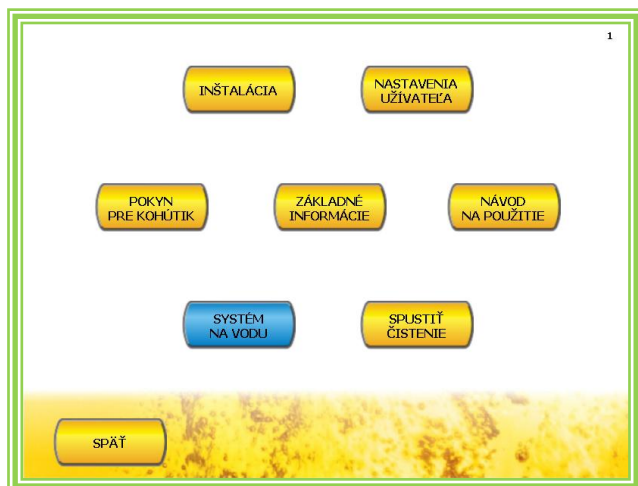 1
INŠTALÁCIA
NASTAVENIA
UŽÍVATEĽA
POKYN
PRE KOHÚTIK
ZÁKLADNÉ
INFORMÁCIE
NÁVOD
NA POUŽITIE
SYSTÉM
NA VODU
SPUSTIŤ
ČISTENIE
SPÄŤ